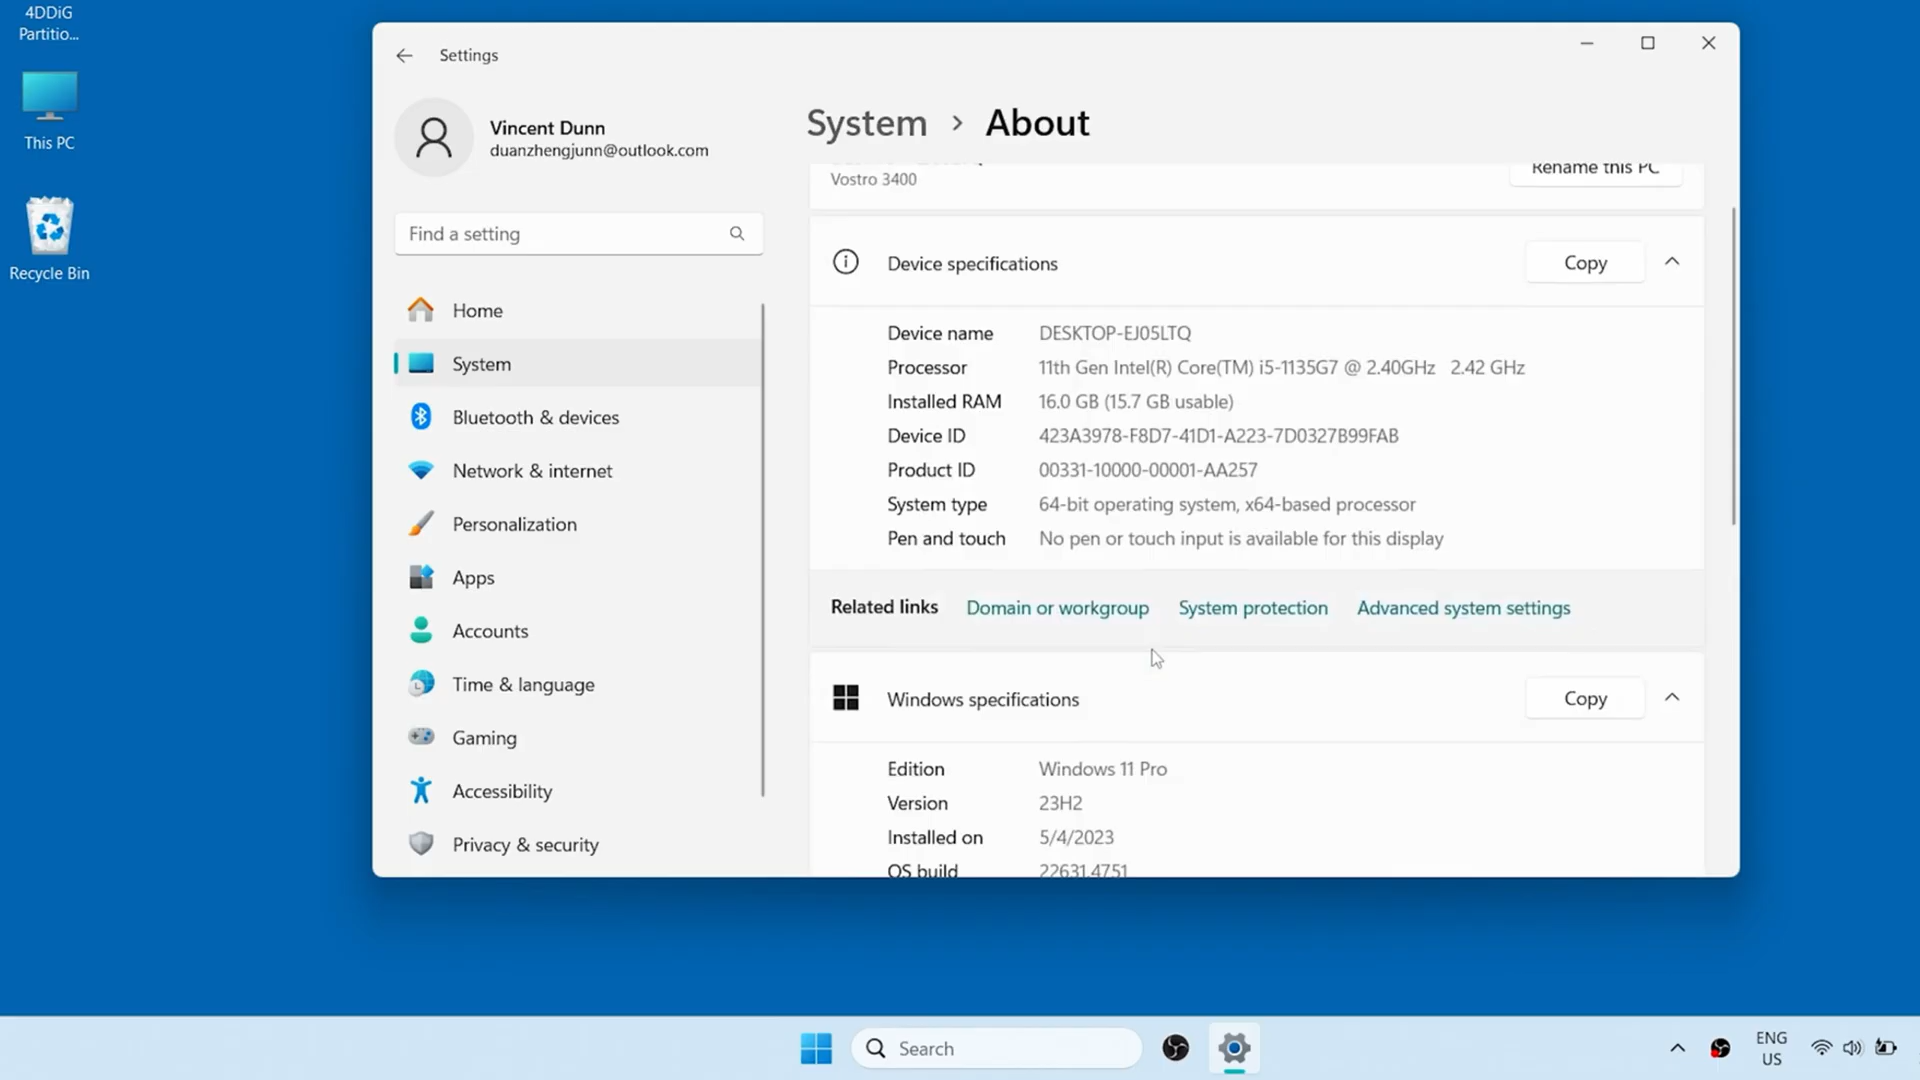 4DDiG
Partitio...
This PC
Recycle Bin
Settings
Vincent Dunn
duanzhengjunn@outlook.com
Find a setting
Home
System
Bluetooth & devices
Network & internet
Personalization
Apps
Accounts
Time & language
Gaming
Accessibility
Privacy & security
System > About
Vostro 3400
Rename this PC
Device specifications
Copy
Device name DESKTOP-EJ05LTQ
Processor 11th Gen Intel(R) Core(TM) i5-1135G7 @ 2.40GHz 2.42 GHz
Installed RAM 16.0 GB (15.7 GB usable)
Device ID 423A3978-F8D7-41D1-A223-7D0327B99FAB
Product ID 00331-10000-00001-AA257
System type 64-bit operating system, x64-based processor
Pen and touch No pen or touch input is available for this display
Related links Domain or workgroup System protection Advanced system settings
Windows specifications
Copy
Edition Windows 11 Pro
Version 23H2
Installed on 5/4/2023
OS build 22631.4751
Search
ENG
US